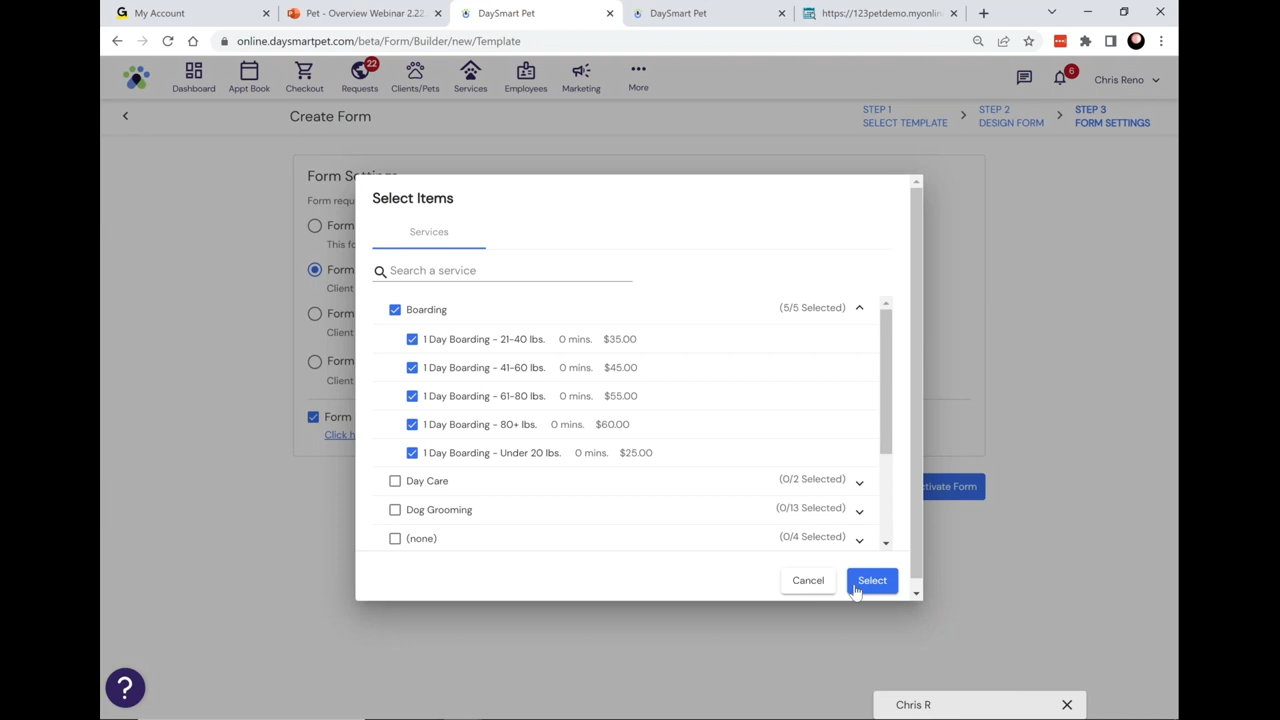 My Account
Pet - Overview Webinar 2.22.
DaySmart Pet
DaySmart Pet
https://123petdemo.myonlin
online.daysmartpet.com/beta/Form/Builder/new/Template
Dashboard
Appt Book
Checkout
22
Requests
Clients/Pets
Services
Employees
Marketing
More
6
Chris Reno
Create Form
STEP 1
SELECT TEMPLATE
STEP 2
DESIGN FORM
STEP 3
FORM SETTINGS
Form Settings
Form requ
Form
This fo
Form
Client
Form
Client
Form
Client
Form
Click h
ctivate Form
Select Items
Services
Search a service
Boarding (5/5 Selected)
1 Day Boarding - 21-40 lbs. 0 mins. $35.00
1 Day Boarding - 41-60 lbs. 0 mins. $45.00
1 Day Boarding - 61-80 lbs. 0 mins. $55.00
1 Day Boarding - 80+ lbs. 0 mins. $60.00
1 Day Boarding - Under 20 lbs. 0 mins. $25.00
Day Care (0/2 Selected)
Dog Grooming (0/13 Selected)
(none) (0/4 Selected)
Cancel
Select
?
Chris R